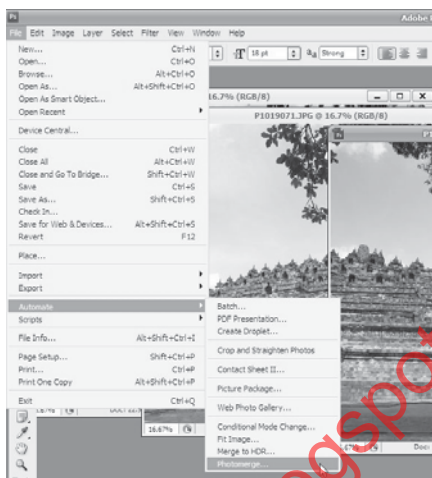 Ps
Adobe
File Edit Image Layer Select Filter View Window Help
T 18 pt aa Strong
New... Ctrl+N
Open... Ctrl+O
Browse... Alt+Ctrl+O
Open As... Alt+Shift+Ctrl+O
Open As Smart Object...
Open Recent
Device Central...
Close Ctrl+W
Close All Alt+Ctrl+W
Close and Go To Bridge... Shift+Ctrl+W
Save Ctrl+S
Save As... Shift+Ctrl+S
Check In...
Save for Web & Devices... Alt+Shift+Ctrl+S
Revert F12
Place...
Import
Export
Automate
Scripts
File Info... Alt+Shift+Ctrl+I
Page Setup... Shift+Ctrl+P
Print... Ctrl+P
Print One Copy Alt+Shift+Ctrl+P
Exit Ctrl+Q
16.7% (RGB/8)
P1019071.JPG @ 16.7% (RGB/8)
Ps
Batch...
PDF Presentation...
Create Droplet...
Crop and Straighten Photos
Contact Sheet II...
Picture Package...
Web Photo Gallery...
Conditional Mode Change...
Fit Image...
Merge to HDR...
Photomerge...
16.67%
Doc:
ngspo